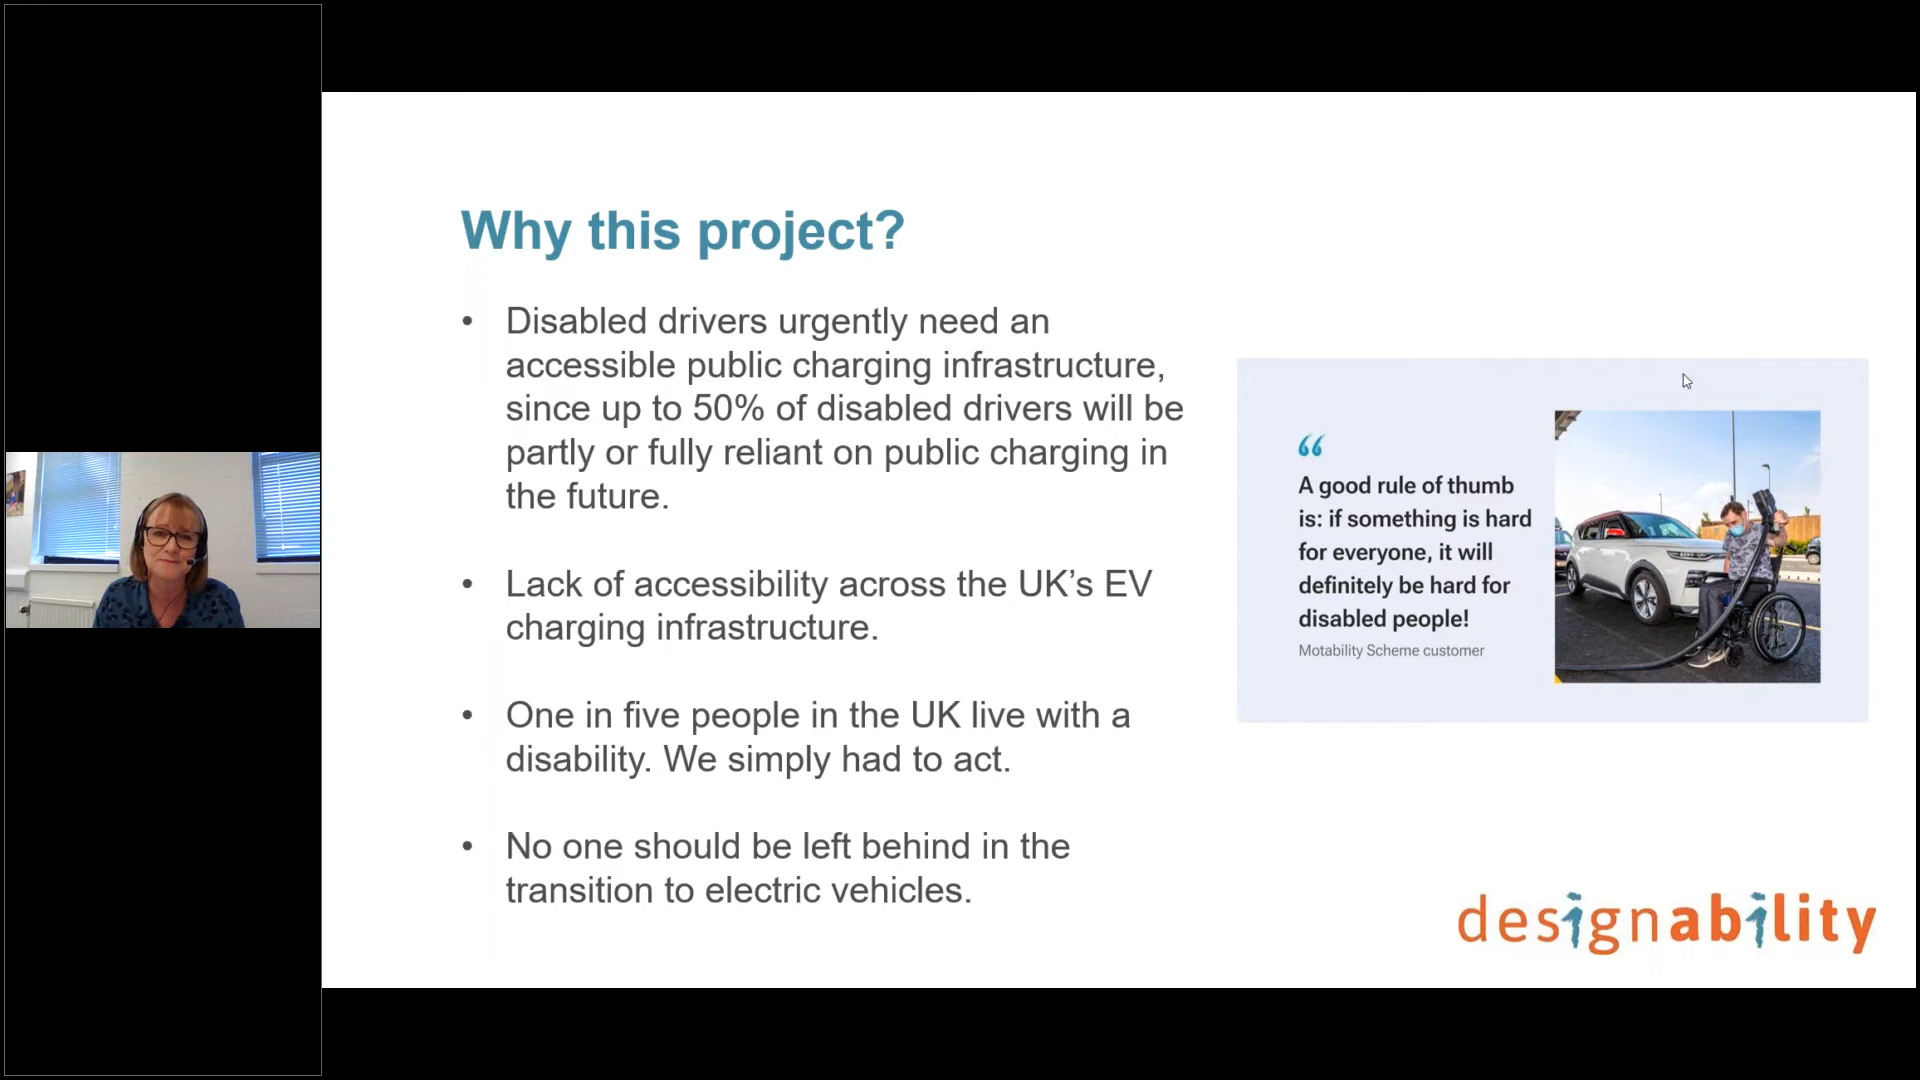 Why this project?
• Disabled drivers urgently need an
accessible public charging infrastructure,
since up to 50% of disabled drivers will be
partly or fully reliant on public charging in
the future.
• Lack of accessibility across the UK’s EV
charging infrastructure.
• One in five people in the UK live with a
disability. We simply had to act.
• No one should be left behind in the
transition to electric vehicles.
“
A good rule of thumb
is: if something is hard
for everyone, it will
definitely be hard for
disabled people!
Motability Scheme customer
designability